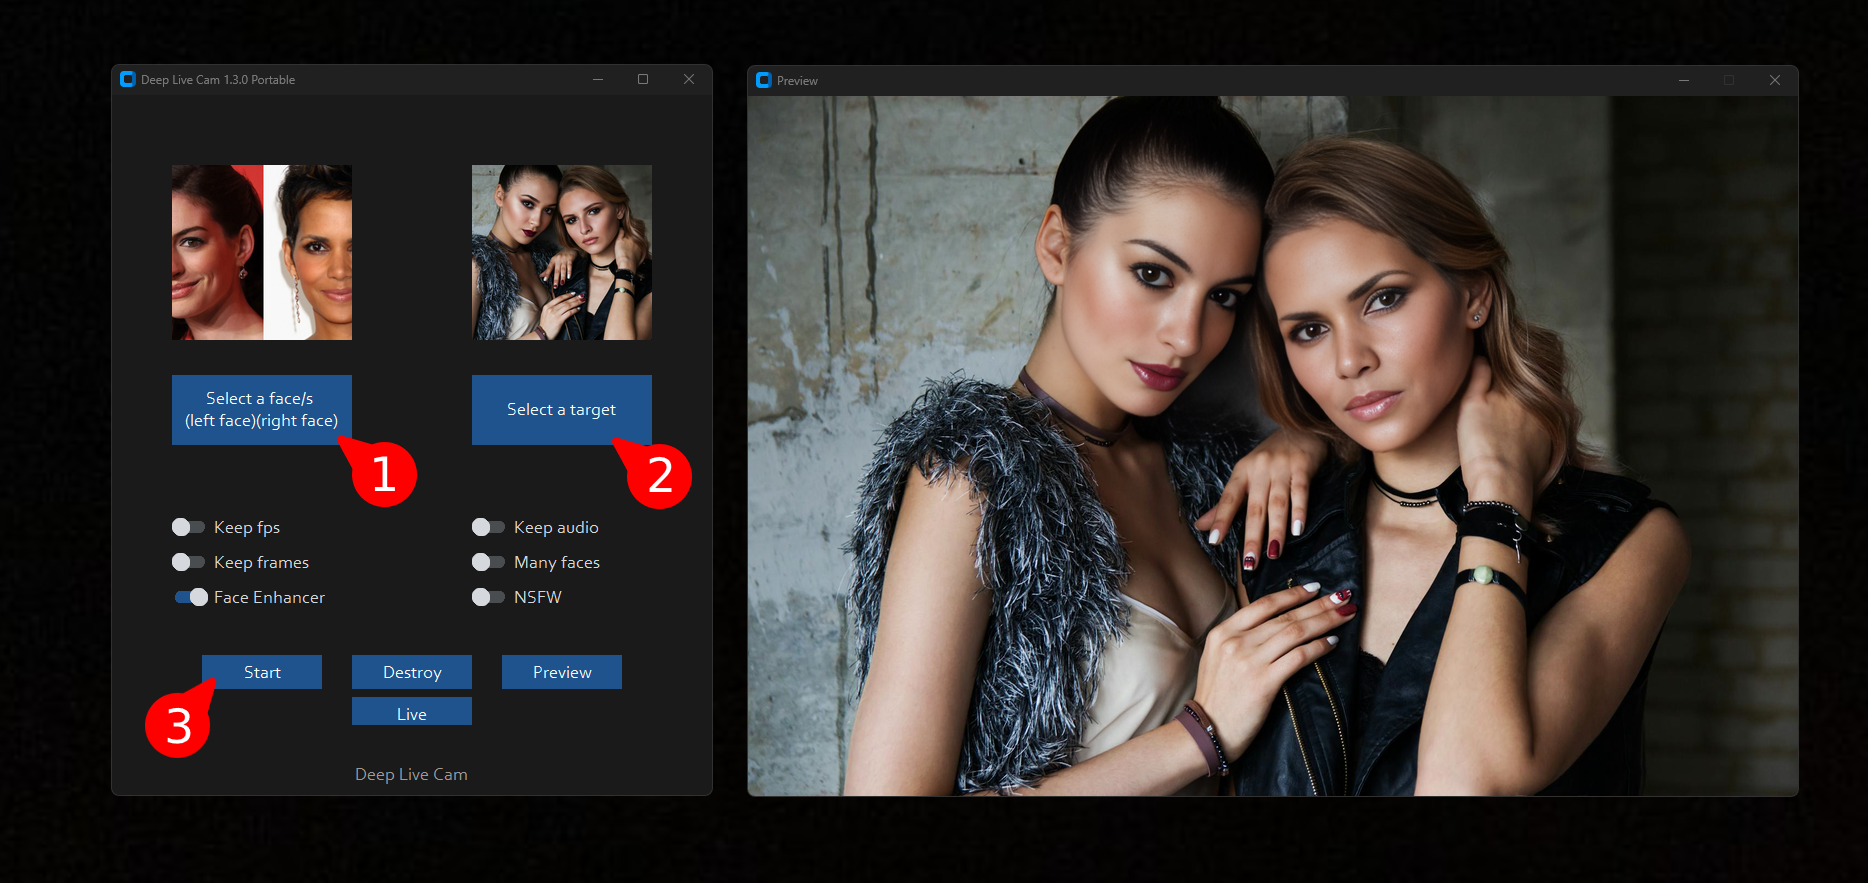 Deep Live Cam 1.3.0 Portable
Select a face/s
(left face)(right face)
1
Select a target
2
Keep fps
Keep audio
Keep frames
Many faces
Face Enhancer
NSFW
Start
Destroy
Preview
3
Live
Deep Live Cam
Preview